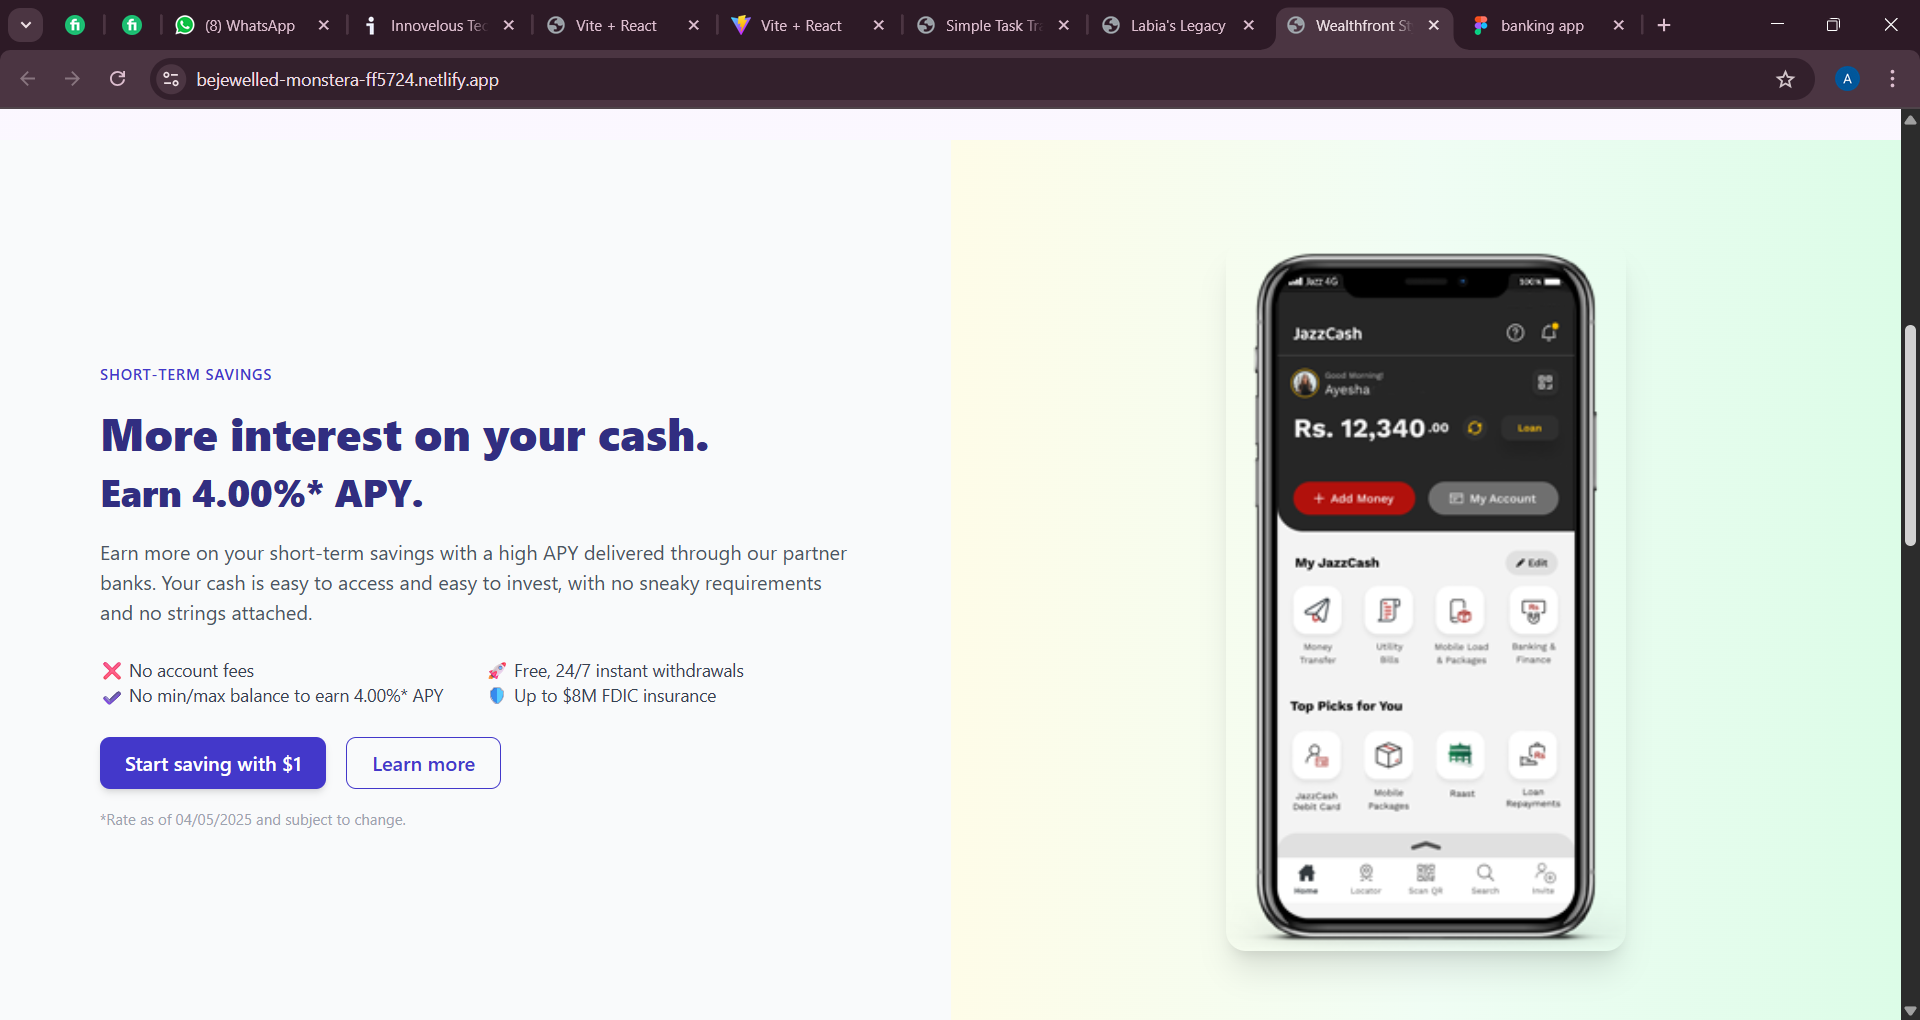 (8) WhatsApp
Innovelous Tec
Vite + React
Vite + React
Simple Task Tra
Labia's Legacy
Wealthfront St
banking app
bejewelled-monstera-ff5724.netlify.app
A
SHORT-TERM SAVINGS
More interest on your cash.
Earn 4.00%* APY.
Earn more on your short-term savings with a high APY delivered through our partner
banks. Your cash is easy to access and easy to invest, with no sneaky requirements
and no strings attached.
No account fees
Free, 24/7 instant withdrawals
No min/max balance to earn 4.00%* APY
Up to $8M FDIC insurance
Start saving with $1
Learn more
*Rate as of 04/05/2025 and subject to change.
Jazz 4G
100%
JazzCash
Good Morning!
Ayesha
Rs. 12,340.00
Loan
+ Add Money
My Account
My JazzCash
Edit
Money
Transfer
Utility
Bills
Mobile Load
& Packages
Banking &
Finance
Top Picks for You
JazzCash
Debit Card
Mobile
Packages
Raast
Loan
Repayments
Home
Locator
Scan QR
Search
Invite